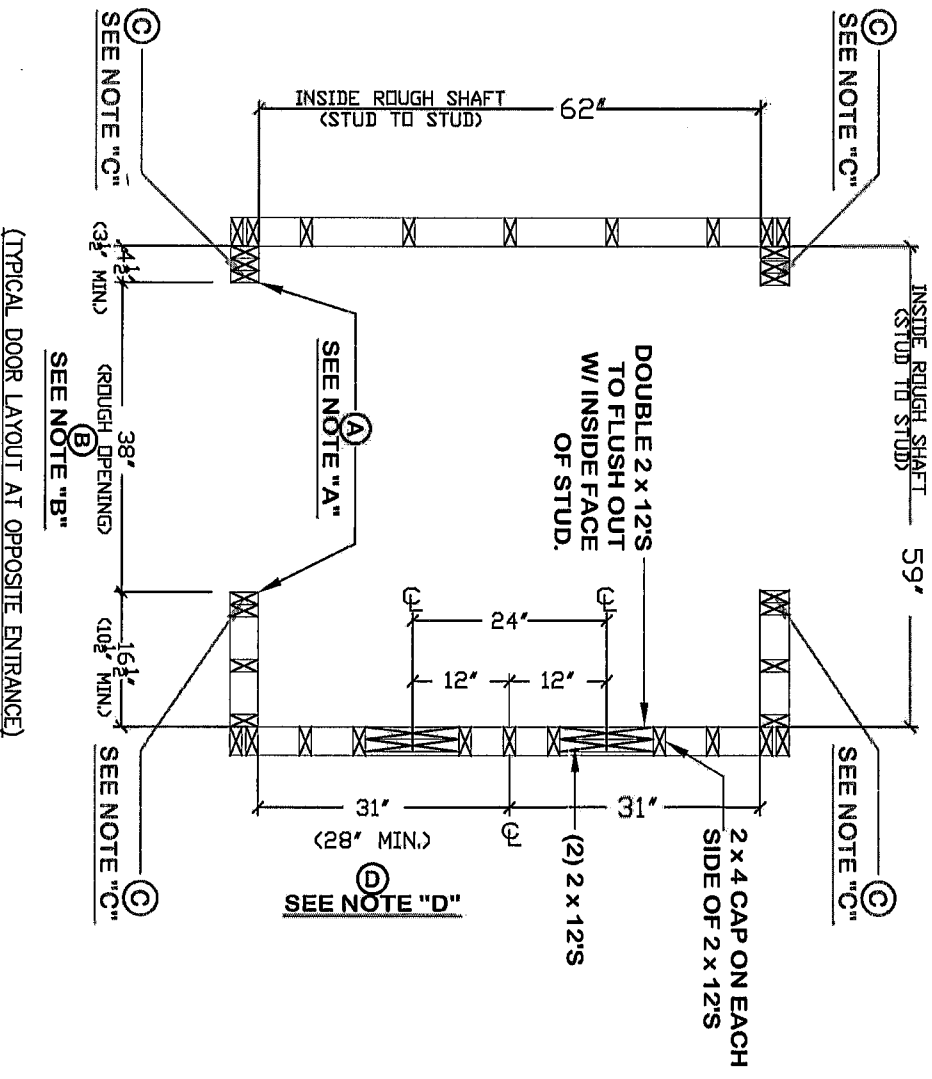 Ⓒ
SEE NOTE "C"
Ⓒ
SEE NOTE "C"
INSIDE ROUGH SHAFT
(STUD TO STUD)
62"
INSIDE ROUGH SHAFT
(STUD TO STUD)
59"
4½"
(3½" MIN.)
38"
(ROUGH OPENING)
Ⓑ
SEE NOTE "B"
16½"
(10½" MIN.)
(TYPICAL DOOR LAYOUT AT OPPOSITE ENTRANCE)
Ⓐ
SEE NOTE "A"
DOUBLE 2 x 12'S
TO FLUSH OUT
W/ INSIDE FACE
OF STUD.
℄
℄
24"
12"
12"
31"
31"
(28" MIN.)
℄
Ⓓ
SEE NOTE "D"
(2) 2 x 12'S
2 x 4 CAP ON EACH
SIDE OF 2 x 12'S
Ⓒ
SEE NOTE "C"
Ⓒ
SEE NOTE "C"